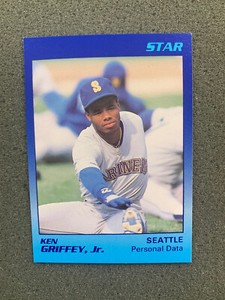 STAR
S
MARINERS
KEN
GRIFFEY, Jr.
SEATTLE
Personal Data